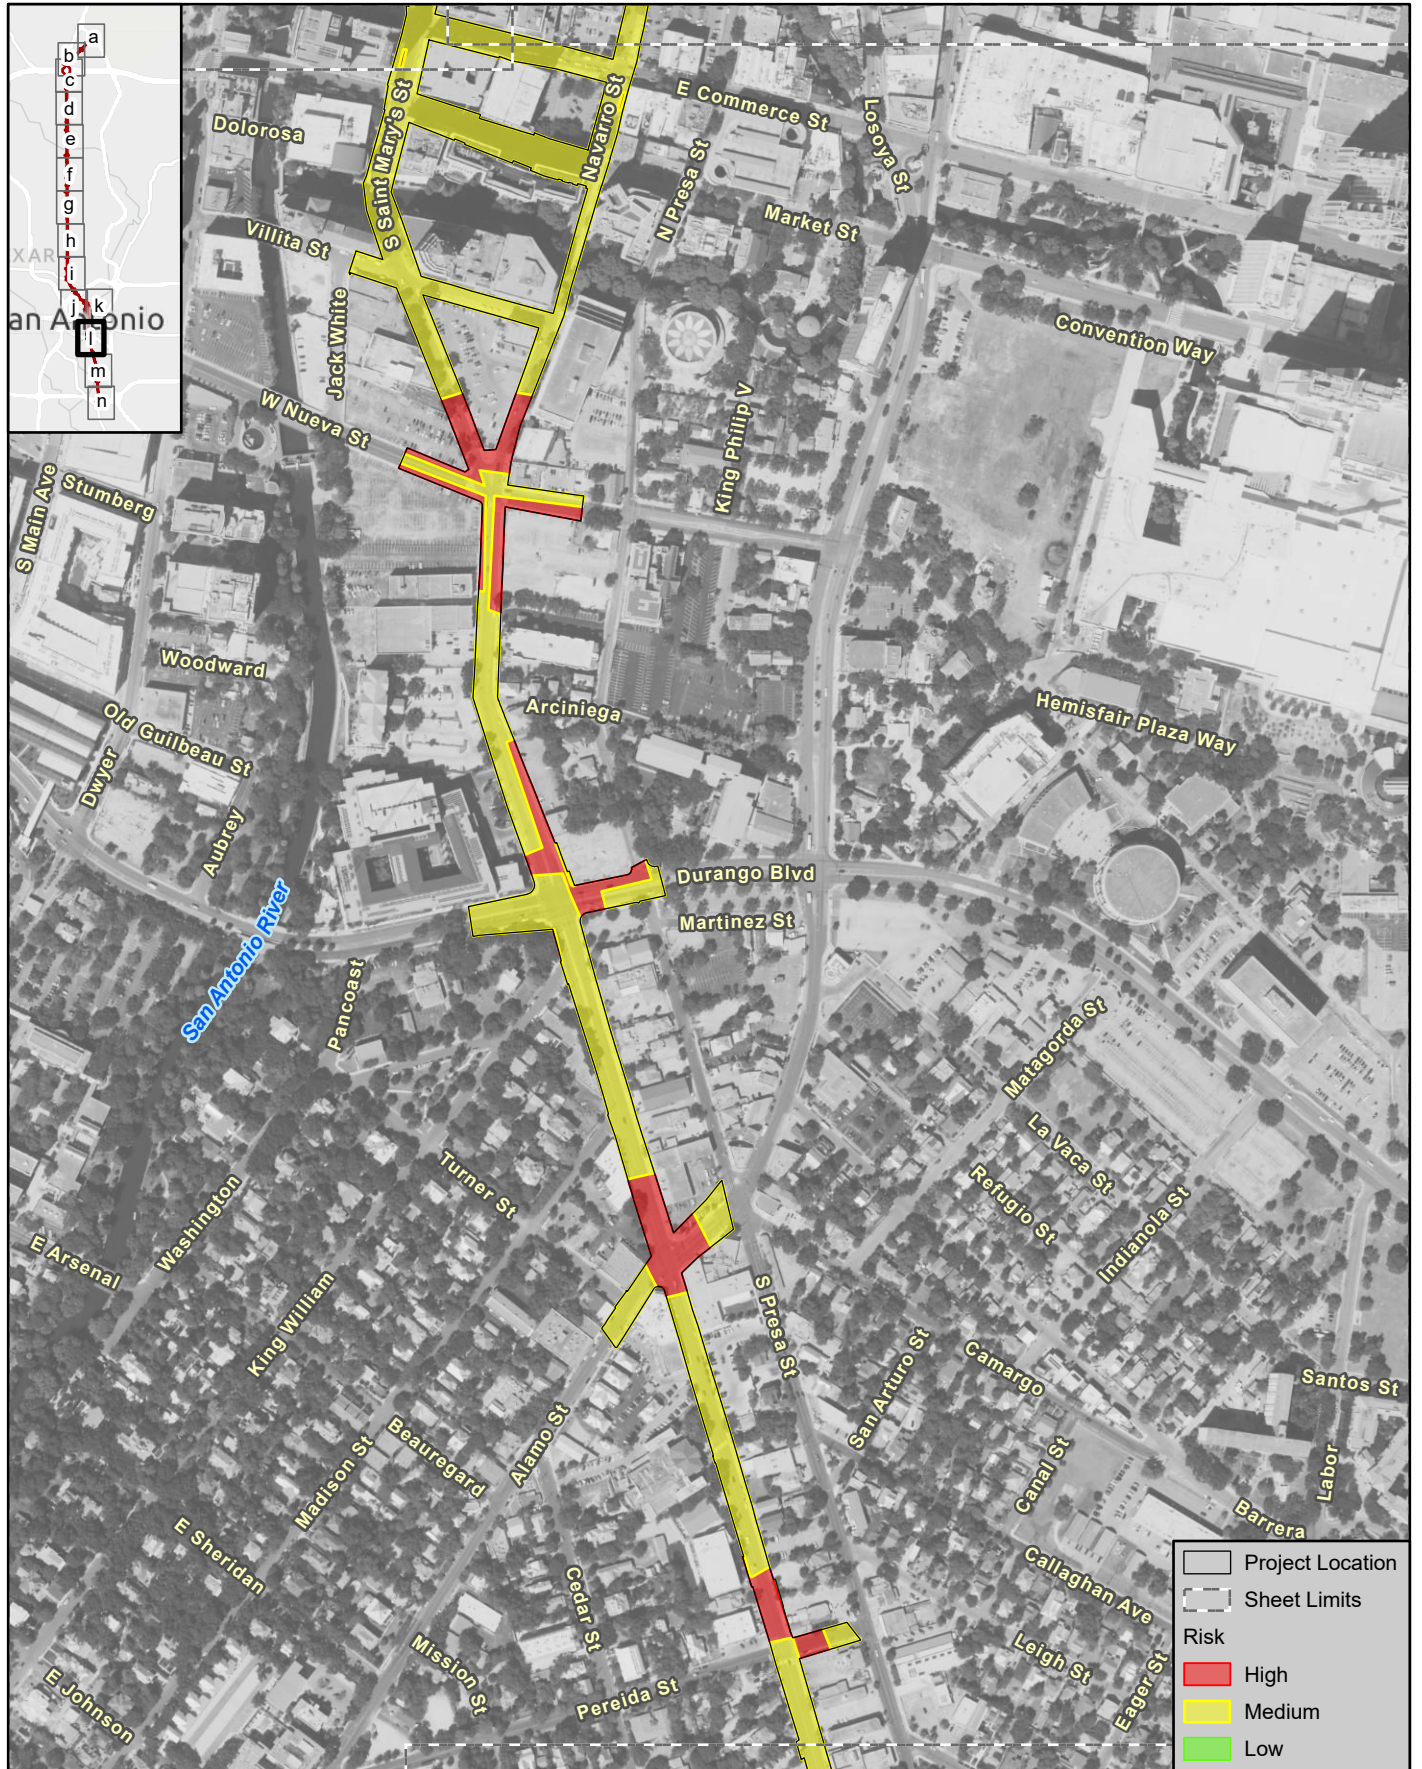 a
b
c
d
e
f
g
h
XAR
i
j
k
an Antonio
l
m
n
E Commerce St
Losoya St
Dolorosa
S Saint Mary's St
Navarro St
N Presa St
Market St
Villita St
Jack White
Convention Way
W Nueva St
King Philip V
S Main Ave
Stumberg
Woodward
Arciniega
Old Guilbeau St
Hemisfair Plaza Way
Dwyer
Aubrey
Durango Blvd
Martinez St
San Antonio River
Pancoast
Matagorda St
La Vaca St
Turner St
Refugio St
Indianola St
Washington
E Arsenal
King William
S Presa St
San Arturo St
Camargo
Santos St
Beauregard
Alamo St
Madison St
Canal St
Labor
Barrera
E Sheridan
Cedar St
Callaghan Ave
Mission St
Leigh St
Eager St
E Johnson
Pereida St
Project Location
Sheet Limits
Risk
High
Medium
Low